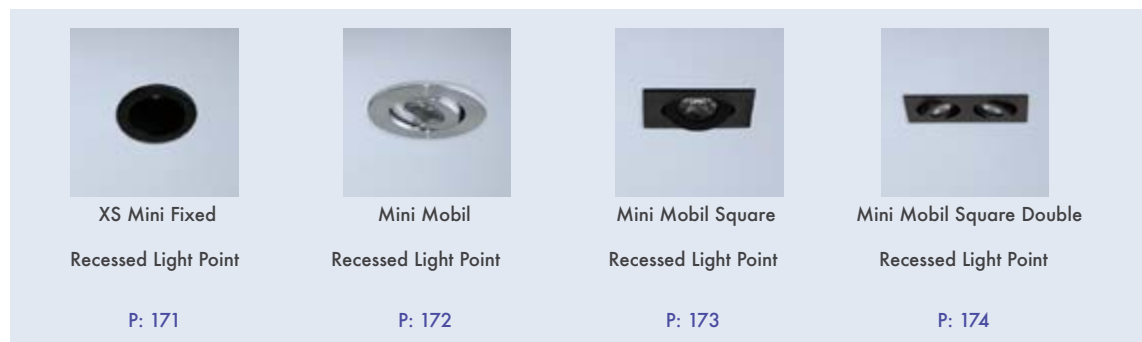 XS Mini Fixed
Recessed Light Point
P: 171
Mini Mobil
Recessed Light Point
P: 172
Mini Mobil Square
Recessed Light Point
P: 173
Mini Mobil Square Double
Recessed Light Point
P: 174